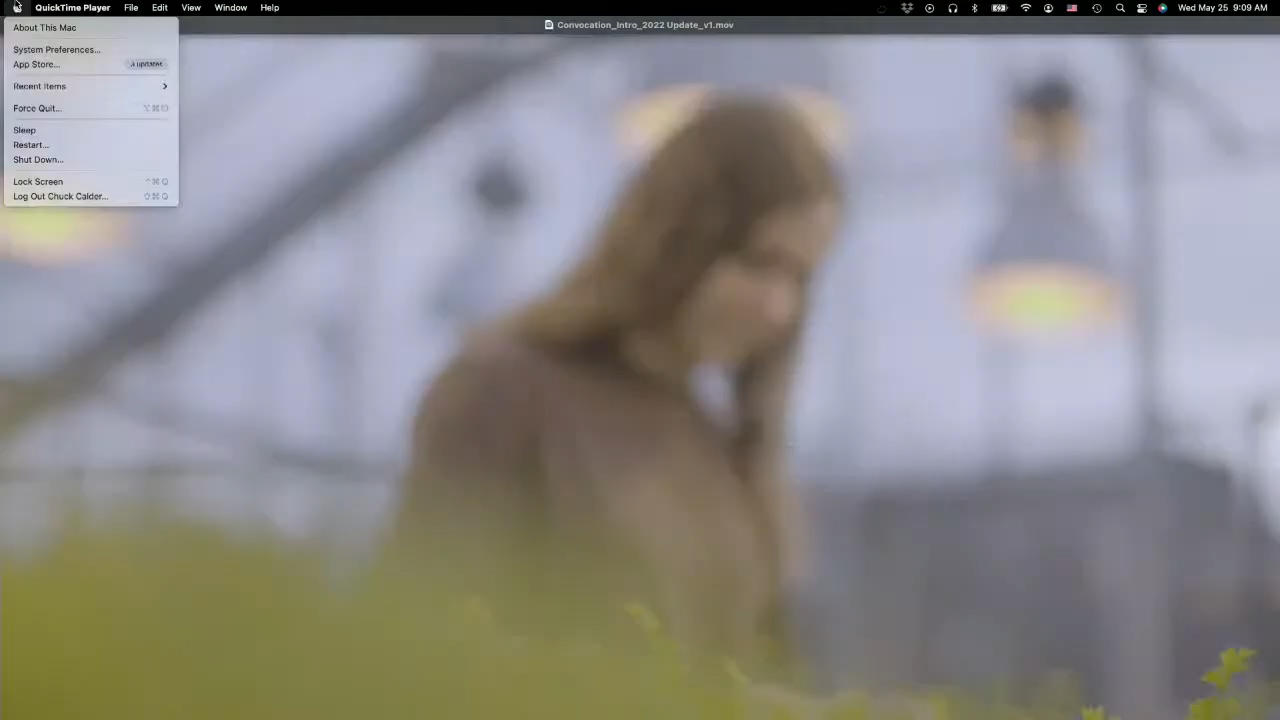 QuickTime Player File Edit View Window Help Wed May 25 9:09 AM
Convocation_Intro_2022 Update_v1.mov
About This Mac
System Preferences...
App Store... updates
Recent Items
Force Quit...
Sleep
Restart...
Shut Down...
Lock Screen
Log Out Chuck Calder...